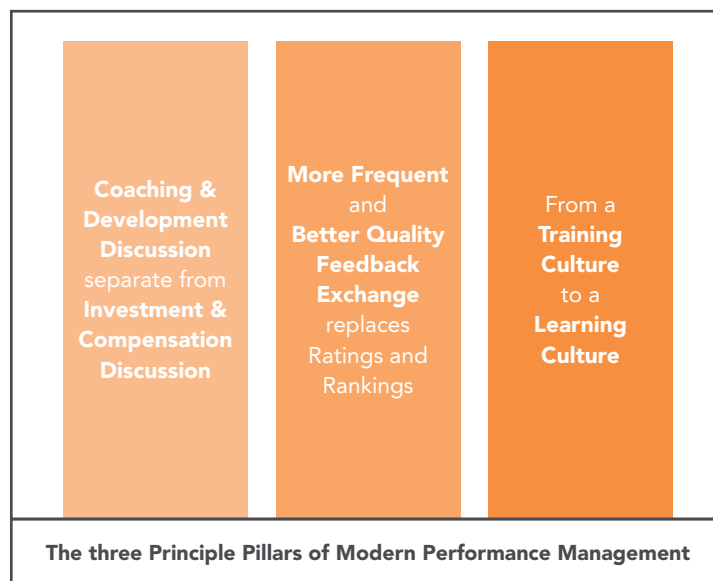 Coaching &
Development
Discussion
separate from
Investment &
Compensation
Discussion
More Frequent
and
Better Quality
Feedback
Exchange
replaces
Ratings and
Rankings
From a
Training
Culture
to a
Learning
Culture
The three Principle Pillars of Modern Performance Management